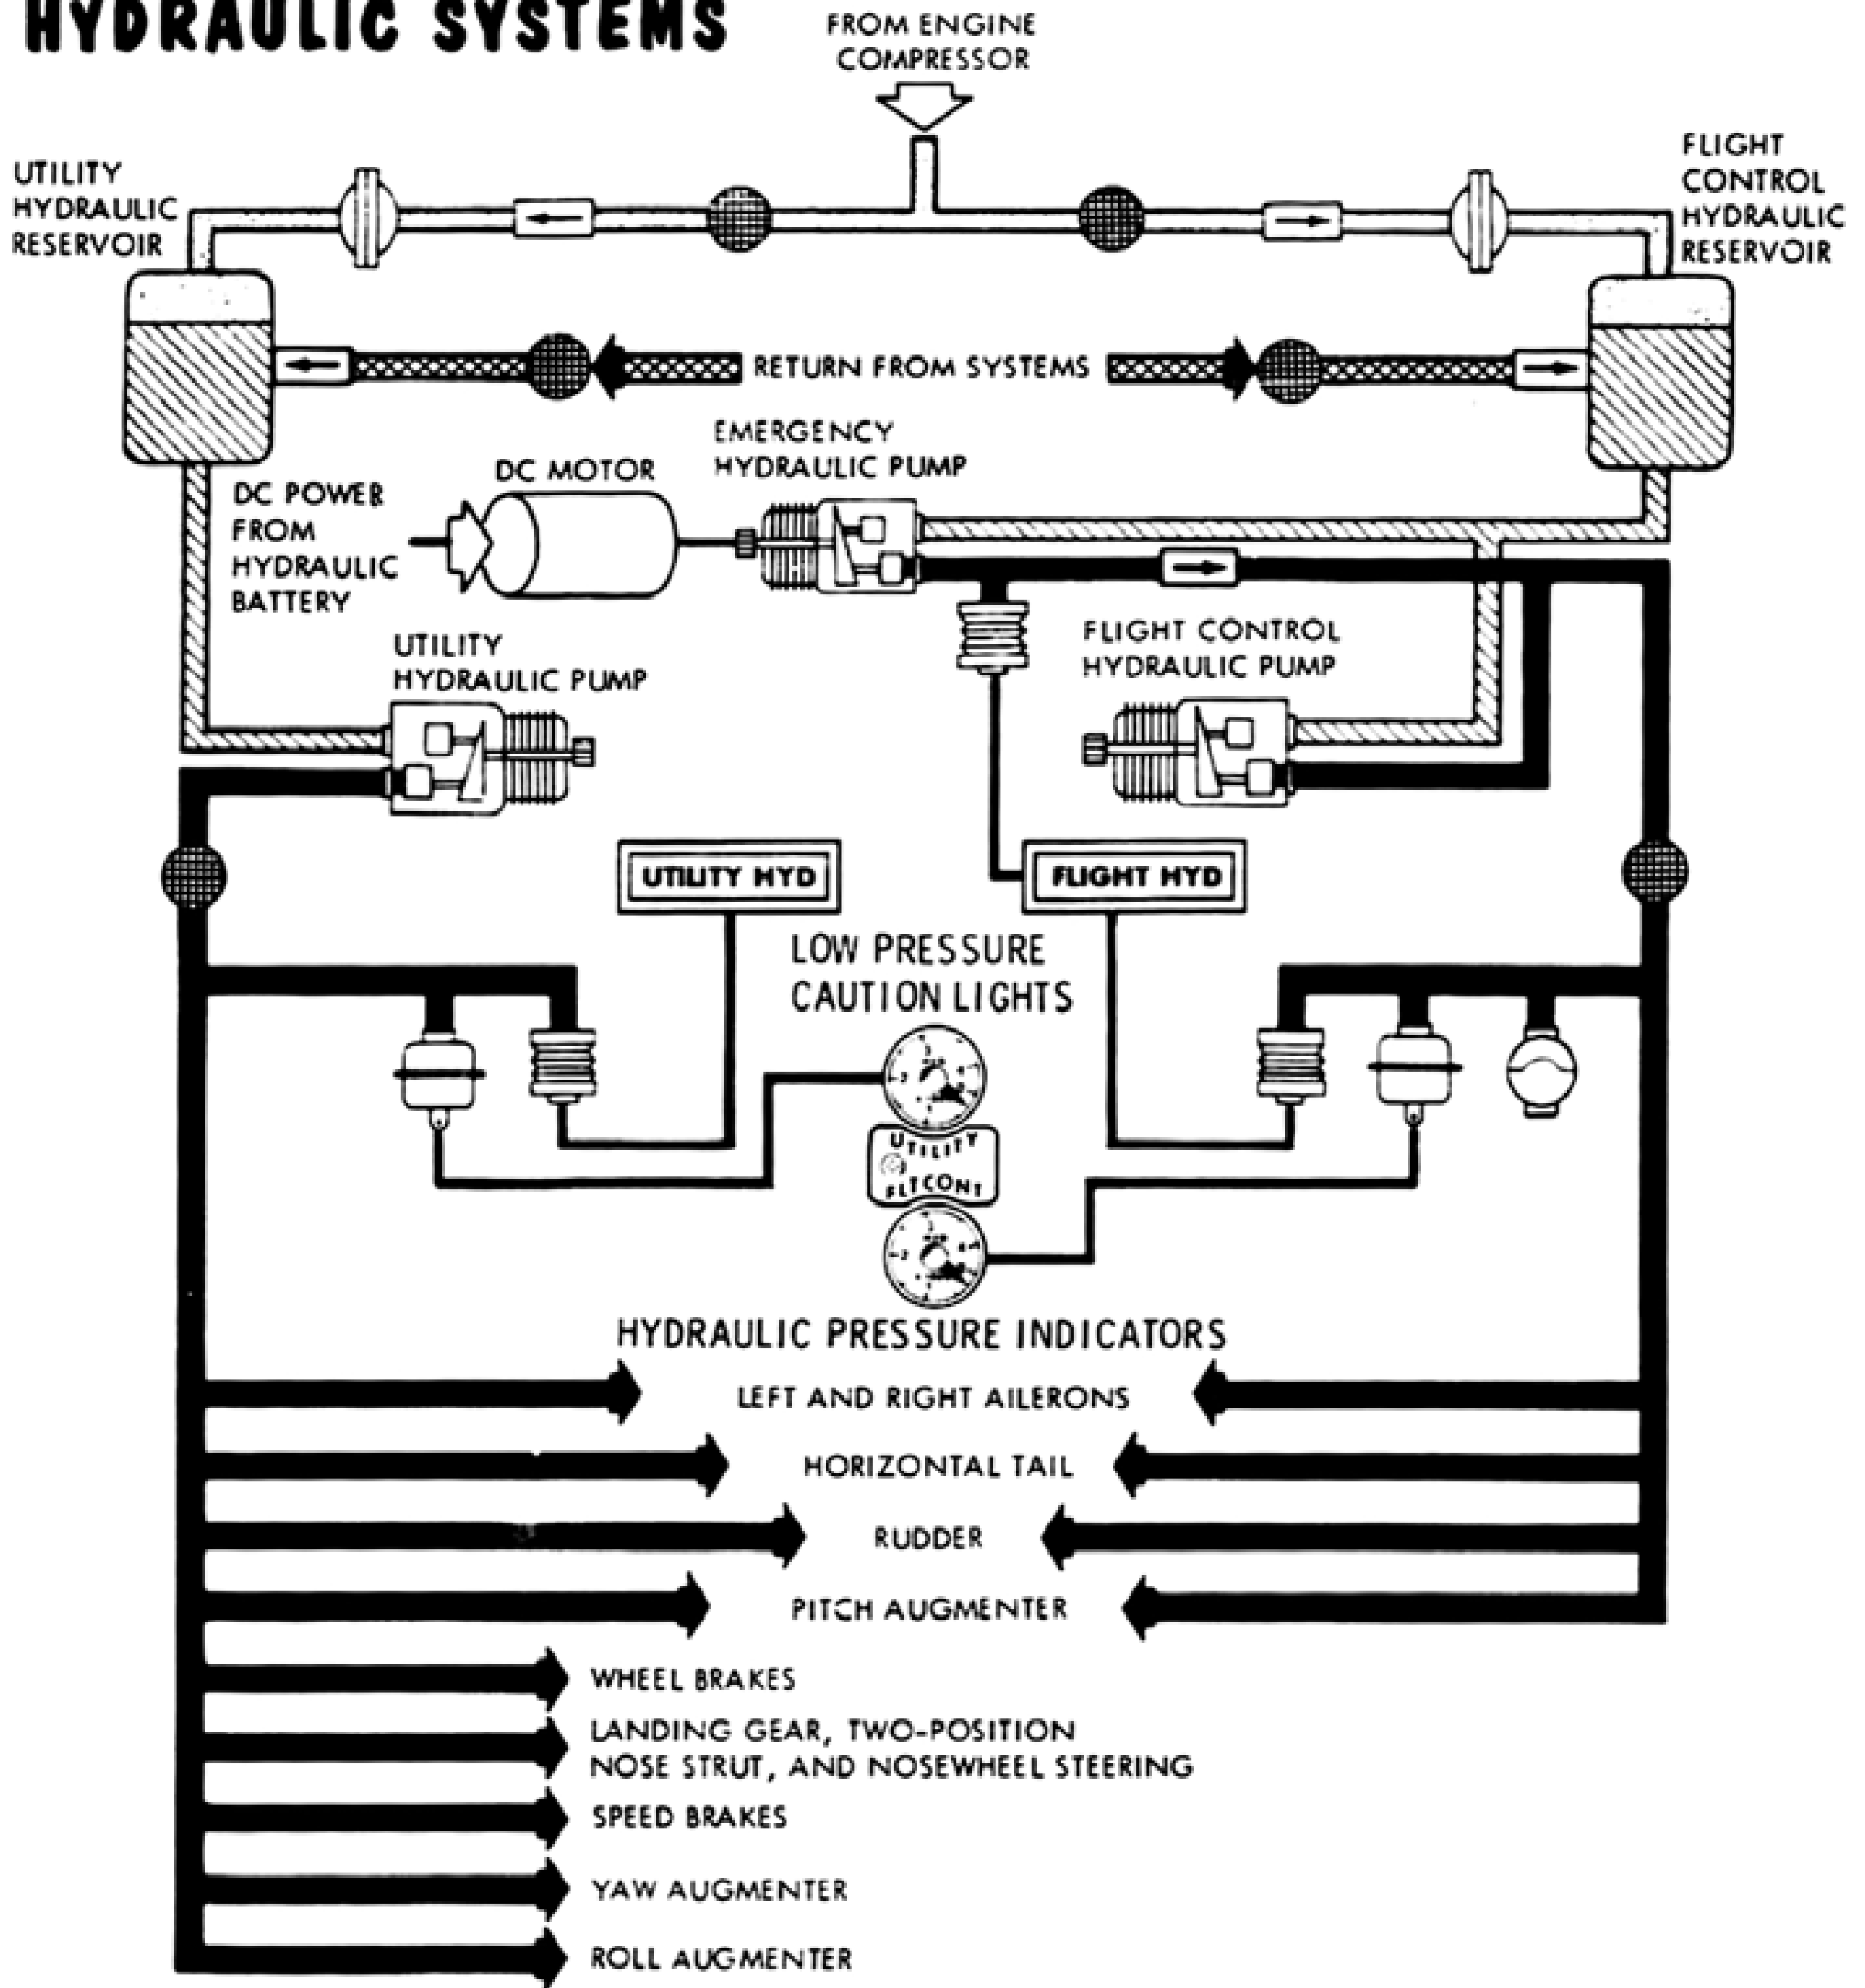 HYDRAULIC SYSTEMS
FROM ENGINE
COMPRESSOR
UTILITY
HYDRAULIC
RESERVOIR
FLIGHT
CONTROL
HYDRAULIC
RESERVOIR
RETURN FROM SYSTEMS
EMERGENCY
HYDRAULIC PUMP
DC MOTOR
DC POWER
FROM
HYDRAULIC
BATTERY
UTILITY
HYDRAULIC PUMP
FLIGHT CONTROL
HYDRAULIC PUMP
UTILITY HYD
FLIGHT HYD
LOW PRESSURE
CAUTION LIGHTS
UTILITY
FLT CONT
HYDRAULIC PRESSURE INDICATORS
LEFT AND RIGHT AILERONS
HORIZONTAL TAIL
RUDDER
PITCH AUGMENTER
WHEEL BRAKES
LANDING GEAR, TWO-POSITION
NOSE STRUT, AND NOSEWHEEL STEERING
SPEED BRAKES
YAW AUGMENTER
ROLL AUGMENTER